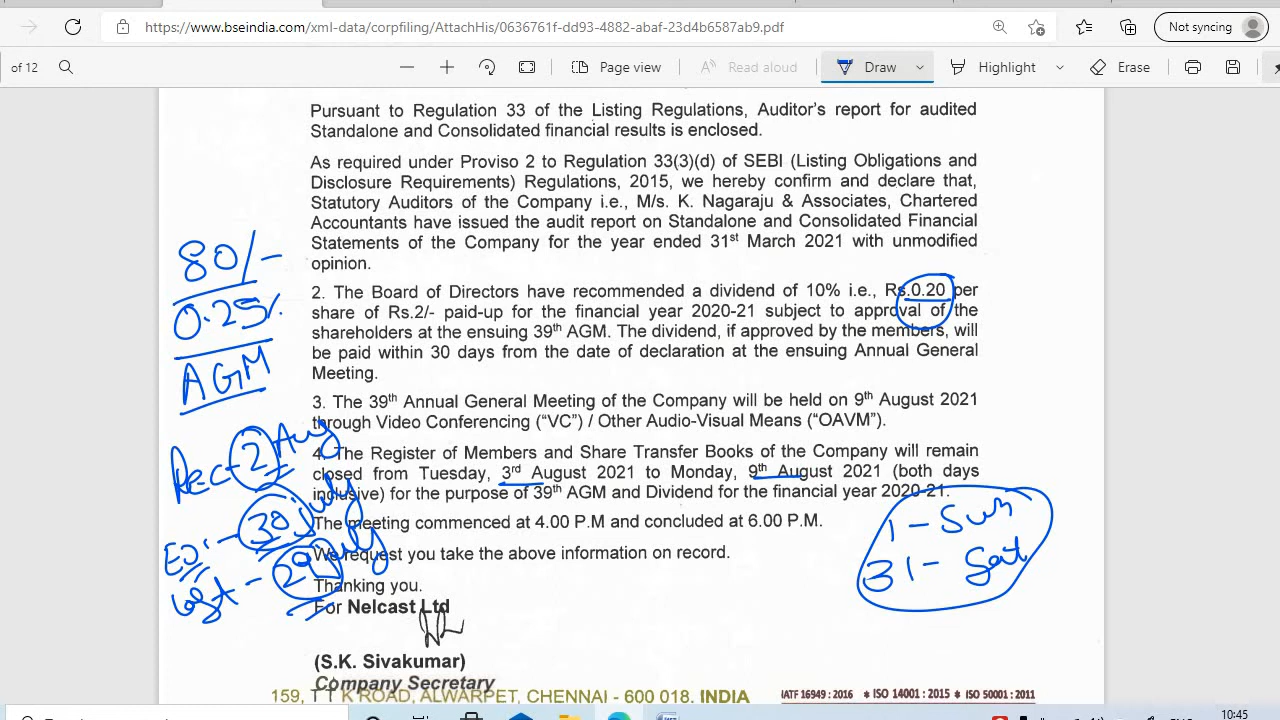 https://www.bseindia.com/xml-data/corpfiling/AttachHis/0636761f-dd93-4882-abaf-23d4b6587ab9.pdf
Not syncing
of 12
Page view
Read aloud
Draw
Highlight
Erase
Pursuant to Regulation 33 of the Listing Regulations, Auditor's report for audited
Standalone and Consolidated financial results is enclosed.
As required under Proviso 2 to Regulation 33(3)(d) of SEBI (Listing Obligations and
Disclosure Requirements) Regulations, 2015, we hereby confirm and declare that,
Statutory Auditors of the Company i.e., M/s. K. Nagaraju & Associates, Chartered
Accountants have issued the audit report on Standalone and Consolidated Financial
Statements of the Company for the year ended 31st March 2021 with unmodified
opinion.
80/-
0.25%
AGM
2. The Board of Directors have recommended a dividend of 10% i.e., Rs.0.20 per
share of Rs.2/- paid-up for the financial year 2020-21 subject to approval of the
shareholders at the ensuing 39th AGM. The dividend, if approved by the members, will
be paid within 30 days from the date of declaration at the ensuing Annual General
Meeting.
3. The 39th Annual General Meeting of the Company will be held on 9th August 2021
through Video Conferencing ("VC") / Other Audio-Visual Means ("OAVM").
Rec - 2 Aug
4. The Register of Members and Share Transfer Books of the Company will remain
closed from Tuesday, 3rd August 2021 to Monday, 9th August 2021 (both days
inclusive) for the purpose of 39th AGM and Dividend for the financial year 2020-21.
30 july
29 july
1 - Sun
31 - Sat
The meeting commenced at 4.00 P.M and concluded at 6.00 P.M.
We request you take the above information on record.
Thanking you.
For Nelcast Ltd
(S.K. Sivakumar)
Company Secretary
159, T T K ROAD, ALWARPET, CHENNAI - 600 018. INDIA
IATF 16949 : 2016 * ISO 14001 : 2015 * ISO 50001 : 2011
10:45